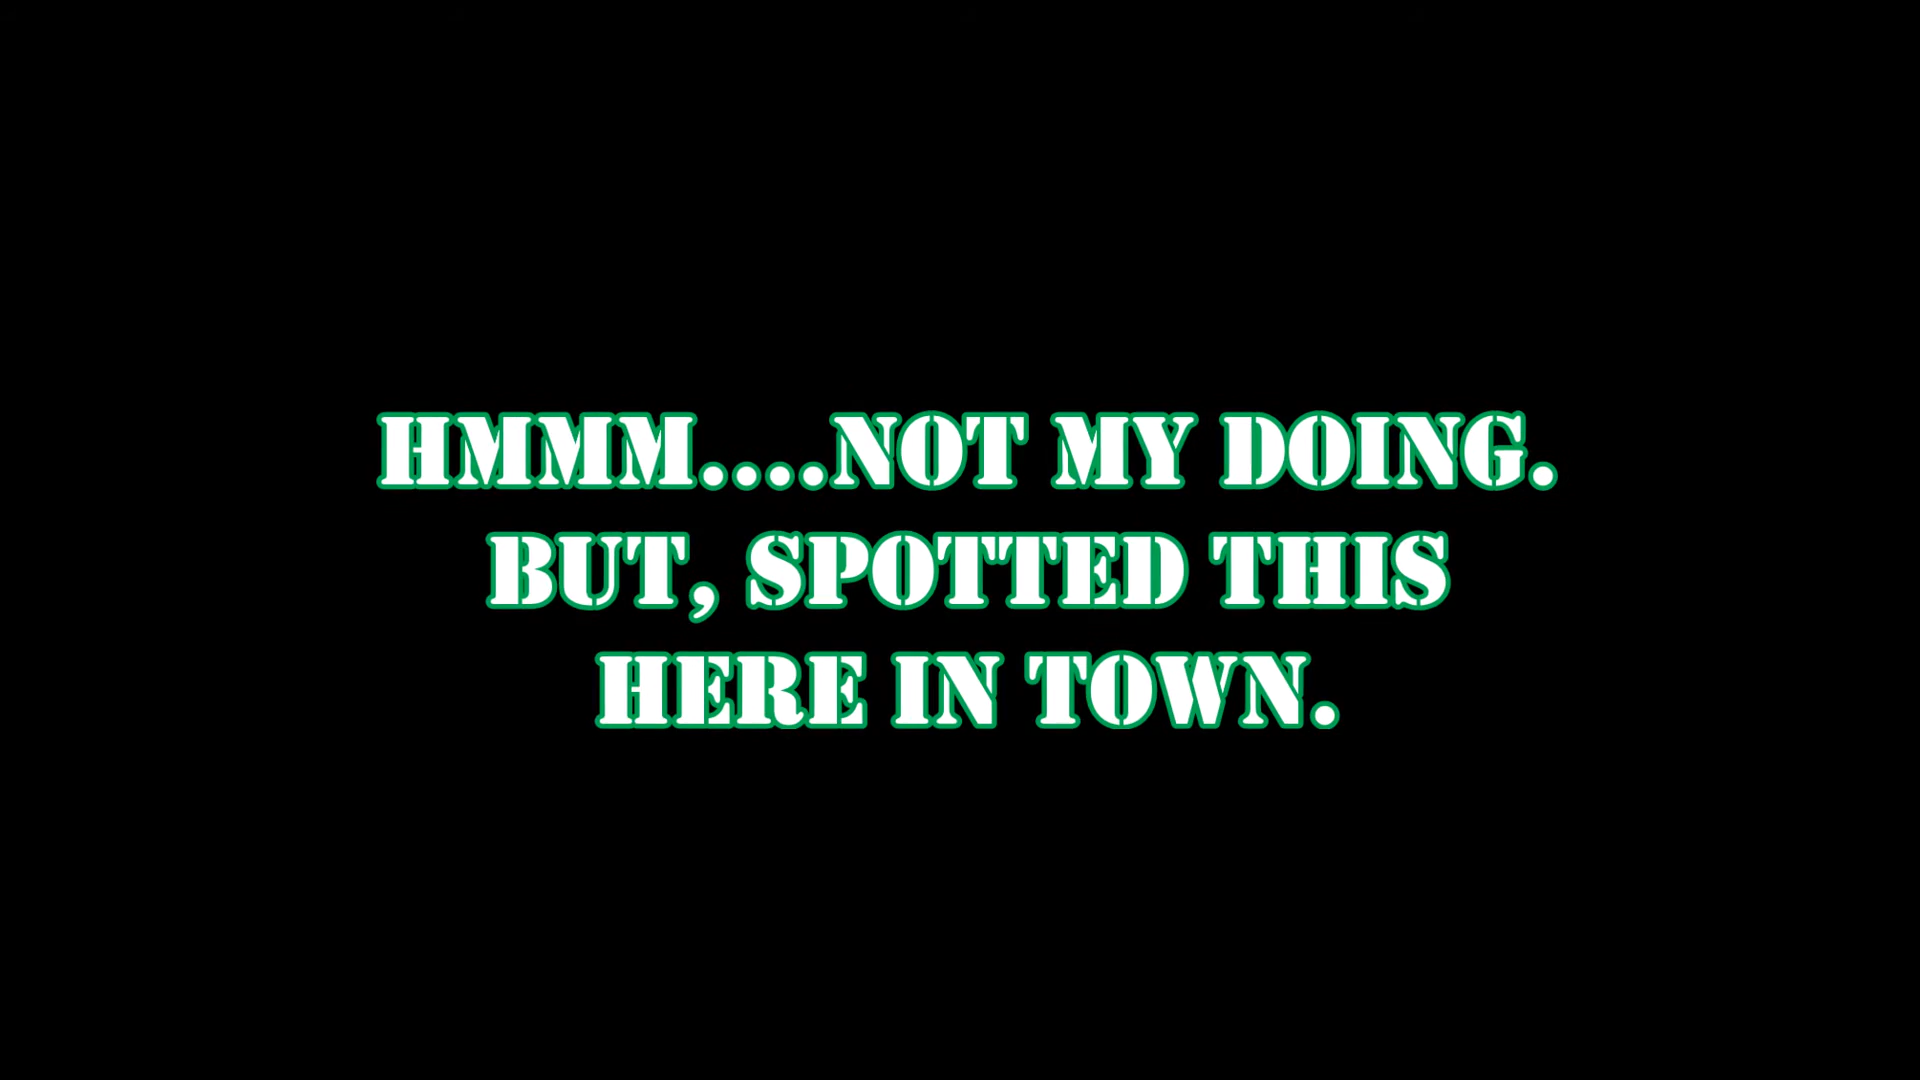 HMMM....NOT MY DOING.
BUT, SPOTTED THIS
HERE IN TOWN.